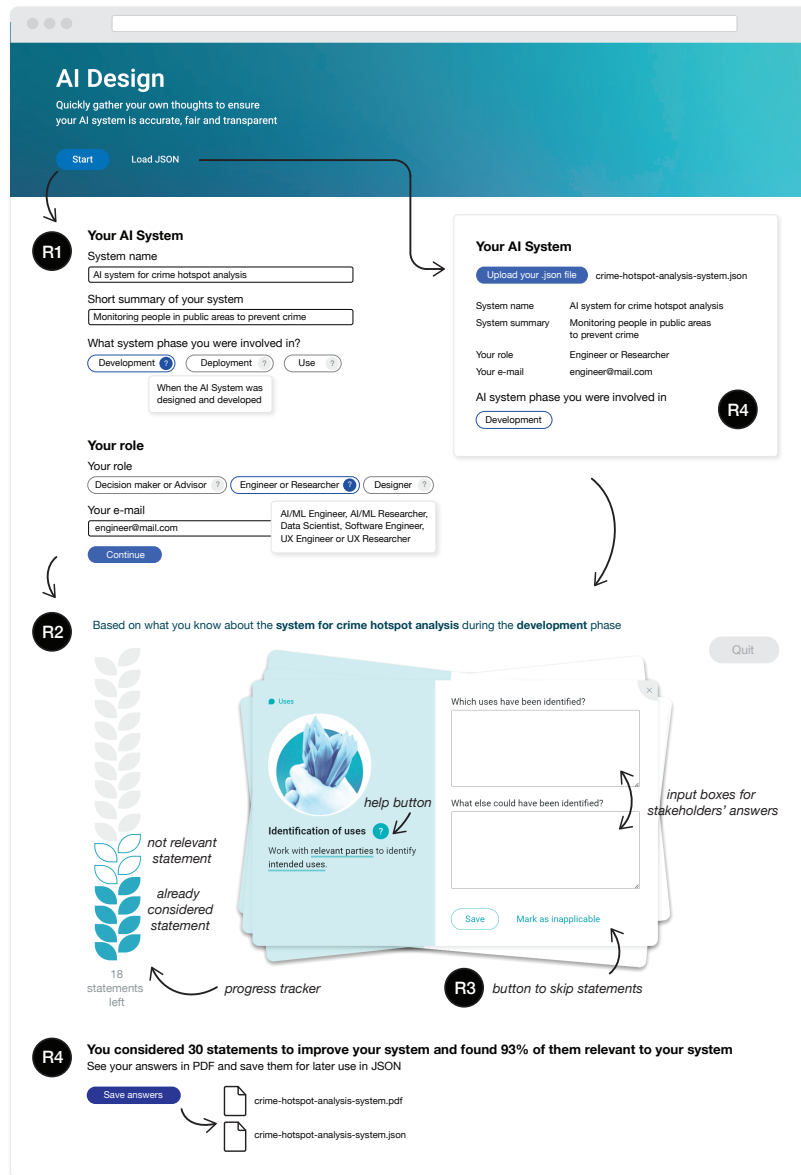 AI Design
Quickly gather your own thoughts to ensure
your AI system is accurate, fair and transparent
Start
Load JSON
R1
Your AI System
System name
AI system for crime hotspot analysis
Short summary of your system
Monitoring people in public areas to prevent crime
What system phase you were involved in?
Development ?
Deployment ?
Use ?
When the AI System was
designed and developed
Your role
Your role
Decision maker or Advisor ?
Engineer or Researcher ?
Designer ?
Your e-mail
engineer@mail.com
AI/ML Engineer, AI/ML Researcher,
Data Scientist, Software Engineer,
UX Engineer or UX Researcher
Continue
Your AI System
Upload your .json file
crime-hotspot-analysis-system.json
System name
AI system for crime hotspot analysis
System summary
Monitoring people in public areas
to prevent crime
Your role
Engineer or Researcher
Your e-mail
engineer@mail.com
AI system phase you were involved in
Development
R4
R2
Based on what you know about the system for crime hotspot analysis during the development phase
Quit
not relevant
statement
already
considered
statement
18
statements
left
progress tracker
Uses
help button
Identification of uses ?
Work with relevant parties to identify
intended uses.
×
Which uses have been identified?
What else could have been identified?
input boxes for
stakeholders' answers
Save
Mark as inapplicable
R3
button to skip statements
R4
You considered 30 statements to improve your system and found 93% of them relevant to your system
See your answers in PDF and save them for later use in JSON
Save answers
crime-hotspot-analysis-system.pdf
crime-hotspot-analysis-system.json